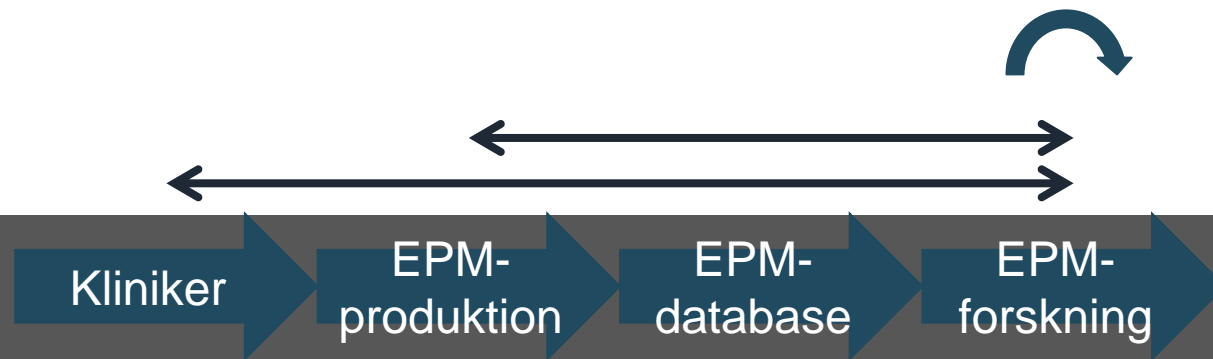 Kliniker
EPM-
produktion
EPM-
database
EPM-
forskning